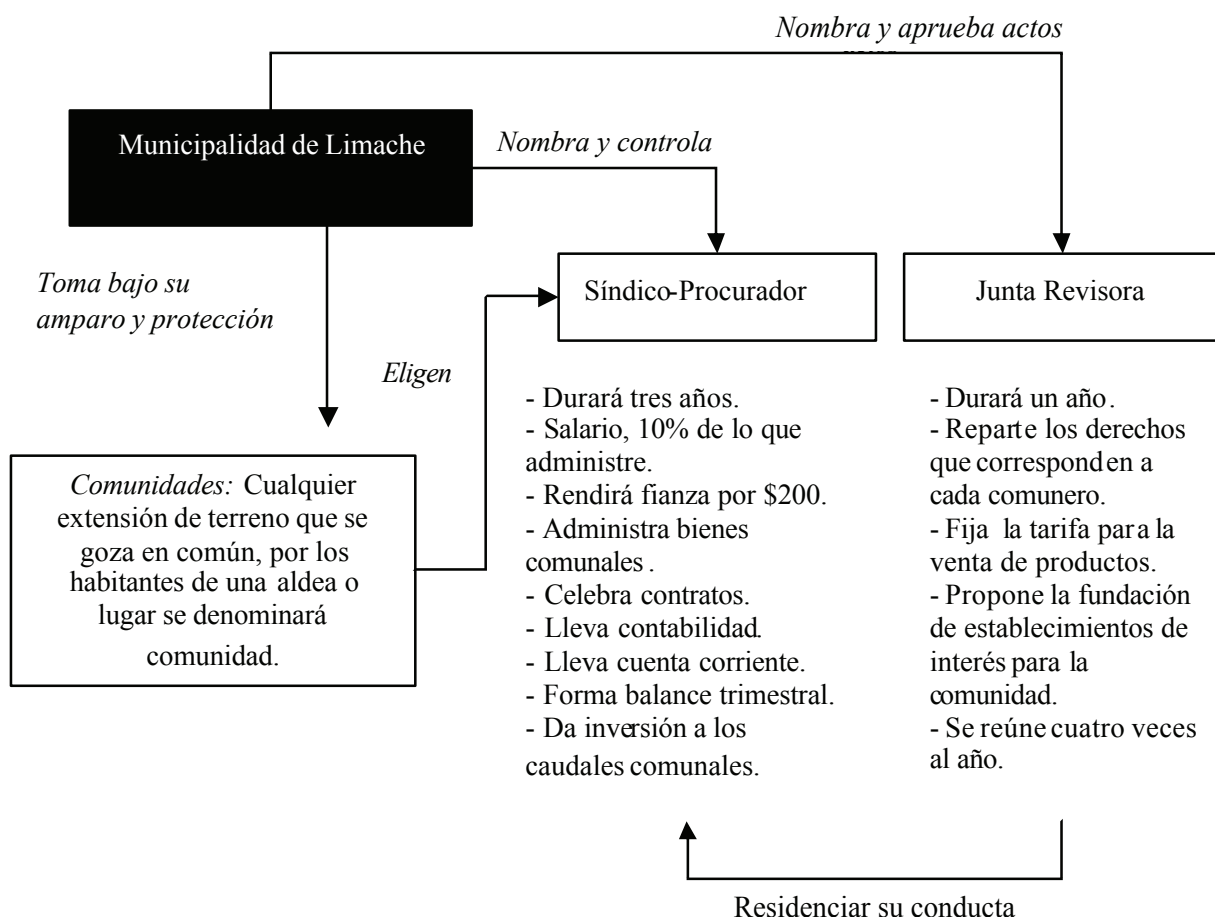 Nombra y aprueba actos
Municipalidad de Limache
Nombra y controla
Toma bajo su
amparo y protección
Eligen
Comunidades: Cualquier
extensión de terreno que se
goza en común, por los
habitantes de una aldea o
lugar se denominará
comunidad.
Síndico-Procurador
- Durará tres años.
- Salario, 10% de lo que
administre.
- Rendirá fianza por $200.
- Administra bienes
comunales.
- Celebra contratos.
- Lleva contabilidad.
- Lleva cuenta corriente.
- Forma balance trimestral.
- Da inversión a los
caudales comunales.
Junta Revisora
- Durará un año.
- Reparte los derechos
que corresponden a
cada comunero.
- Fija la tarifa para la
venta de productos.
- Propone la fundación
de establecimientos de
interés para la
comunidad.
- Se reúne cuatro veces
al año.
Residenciar su conducta